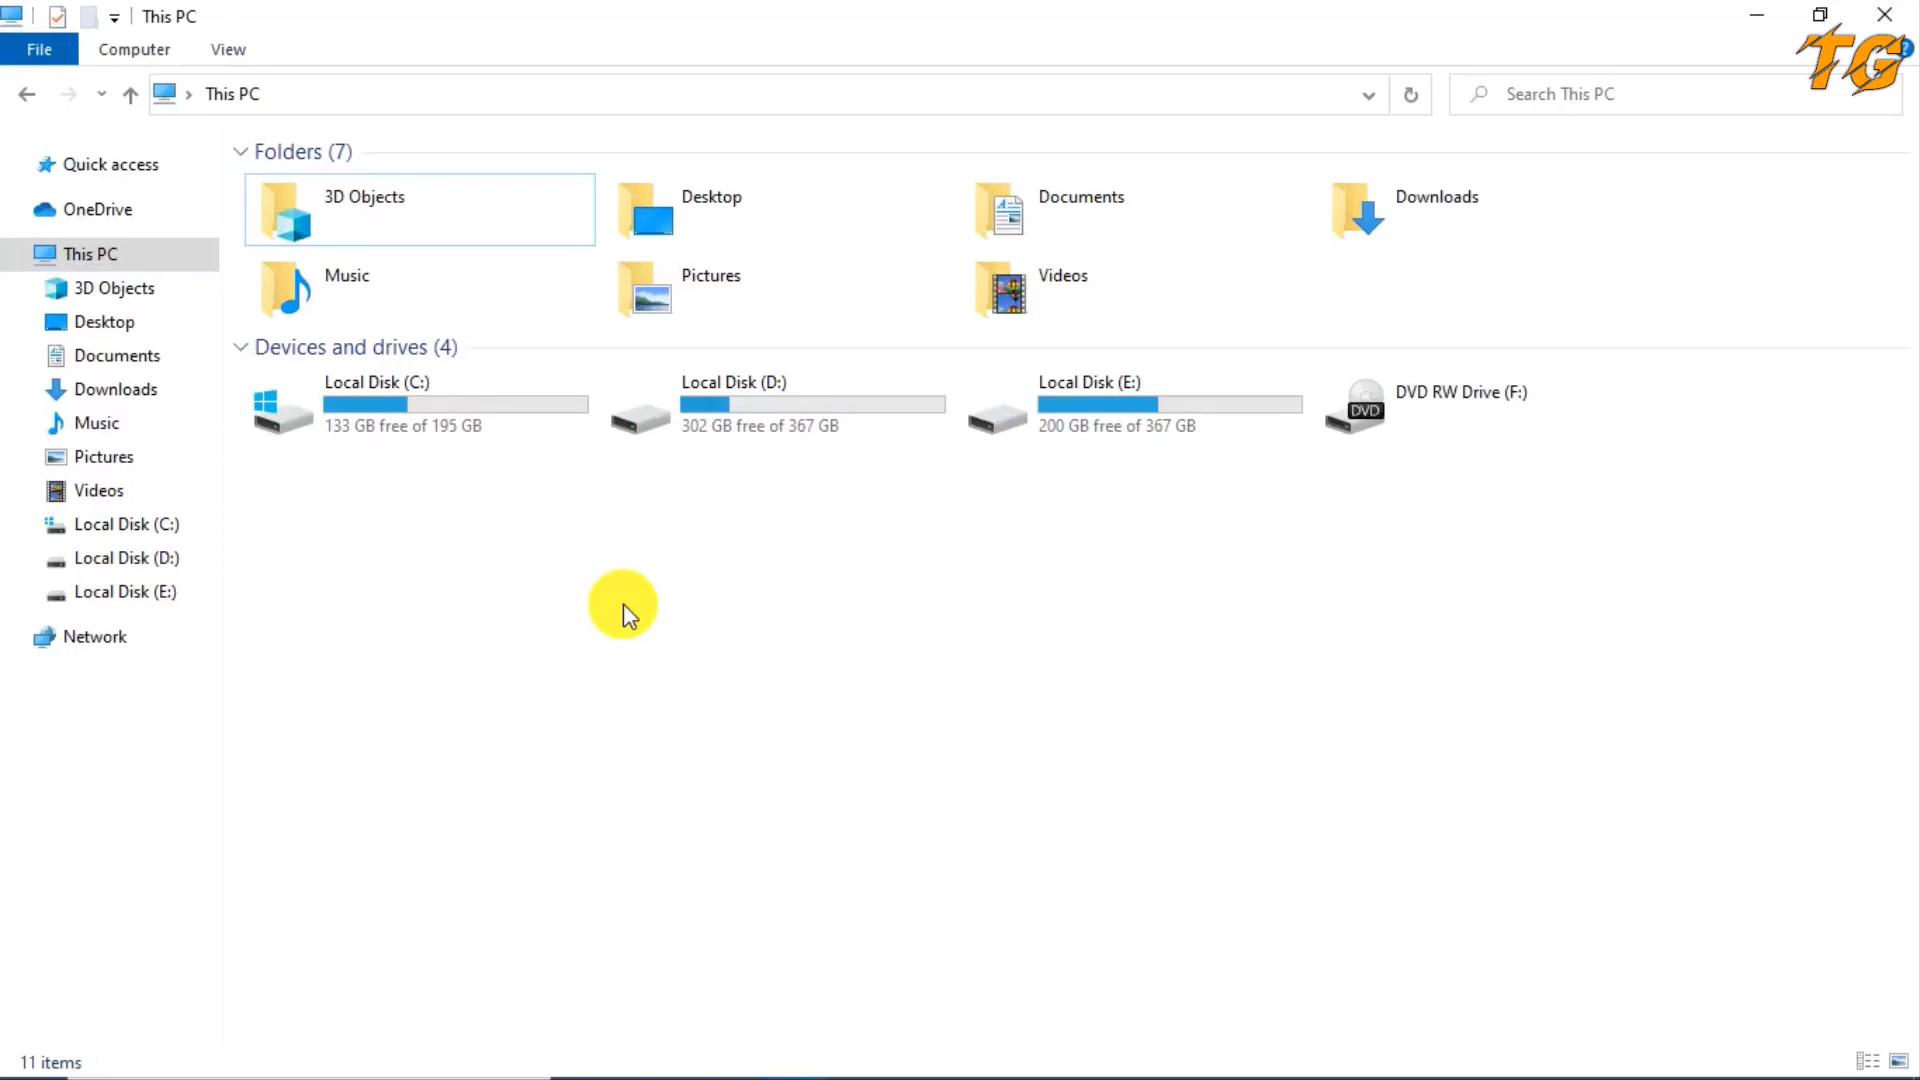 This PC
File Computer View
This PC
Search This PC
TG
?
Quick access
OneDrive
This PC
3D Objects
Desktop
Documents
Downloads
Music
Pictures
Videos
Local Disk (C:)
Local Disk (D:)
Local Disk (E:)
Network
Folders (7)
3D Objects
Desktop
Documents
Downloads
Music
Pictures
Videos
Devices and drives (4)
Local Disk (C:)
133 GB free of 195 GB
Local Disk (D:)
302 GB free of 367 GB
Local Disk (E:)
200 GB free of 367 GB
DVD
DVD RW Drive (F:)
11 items